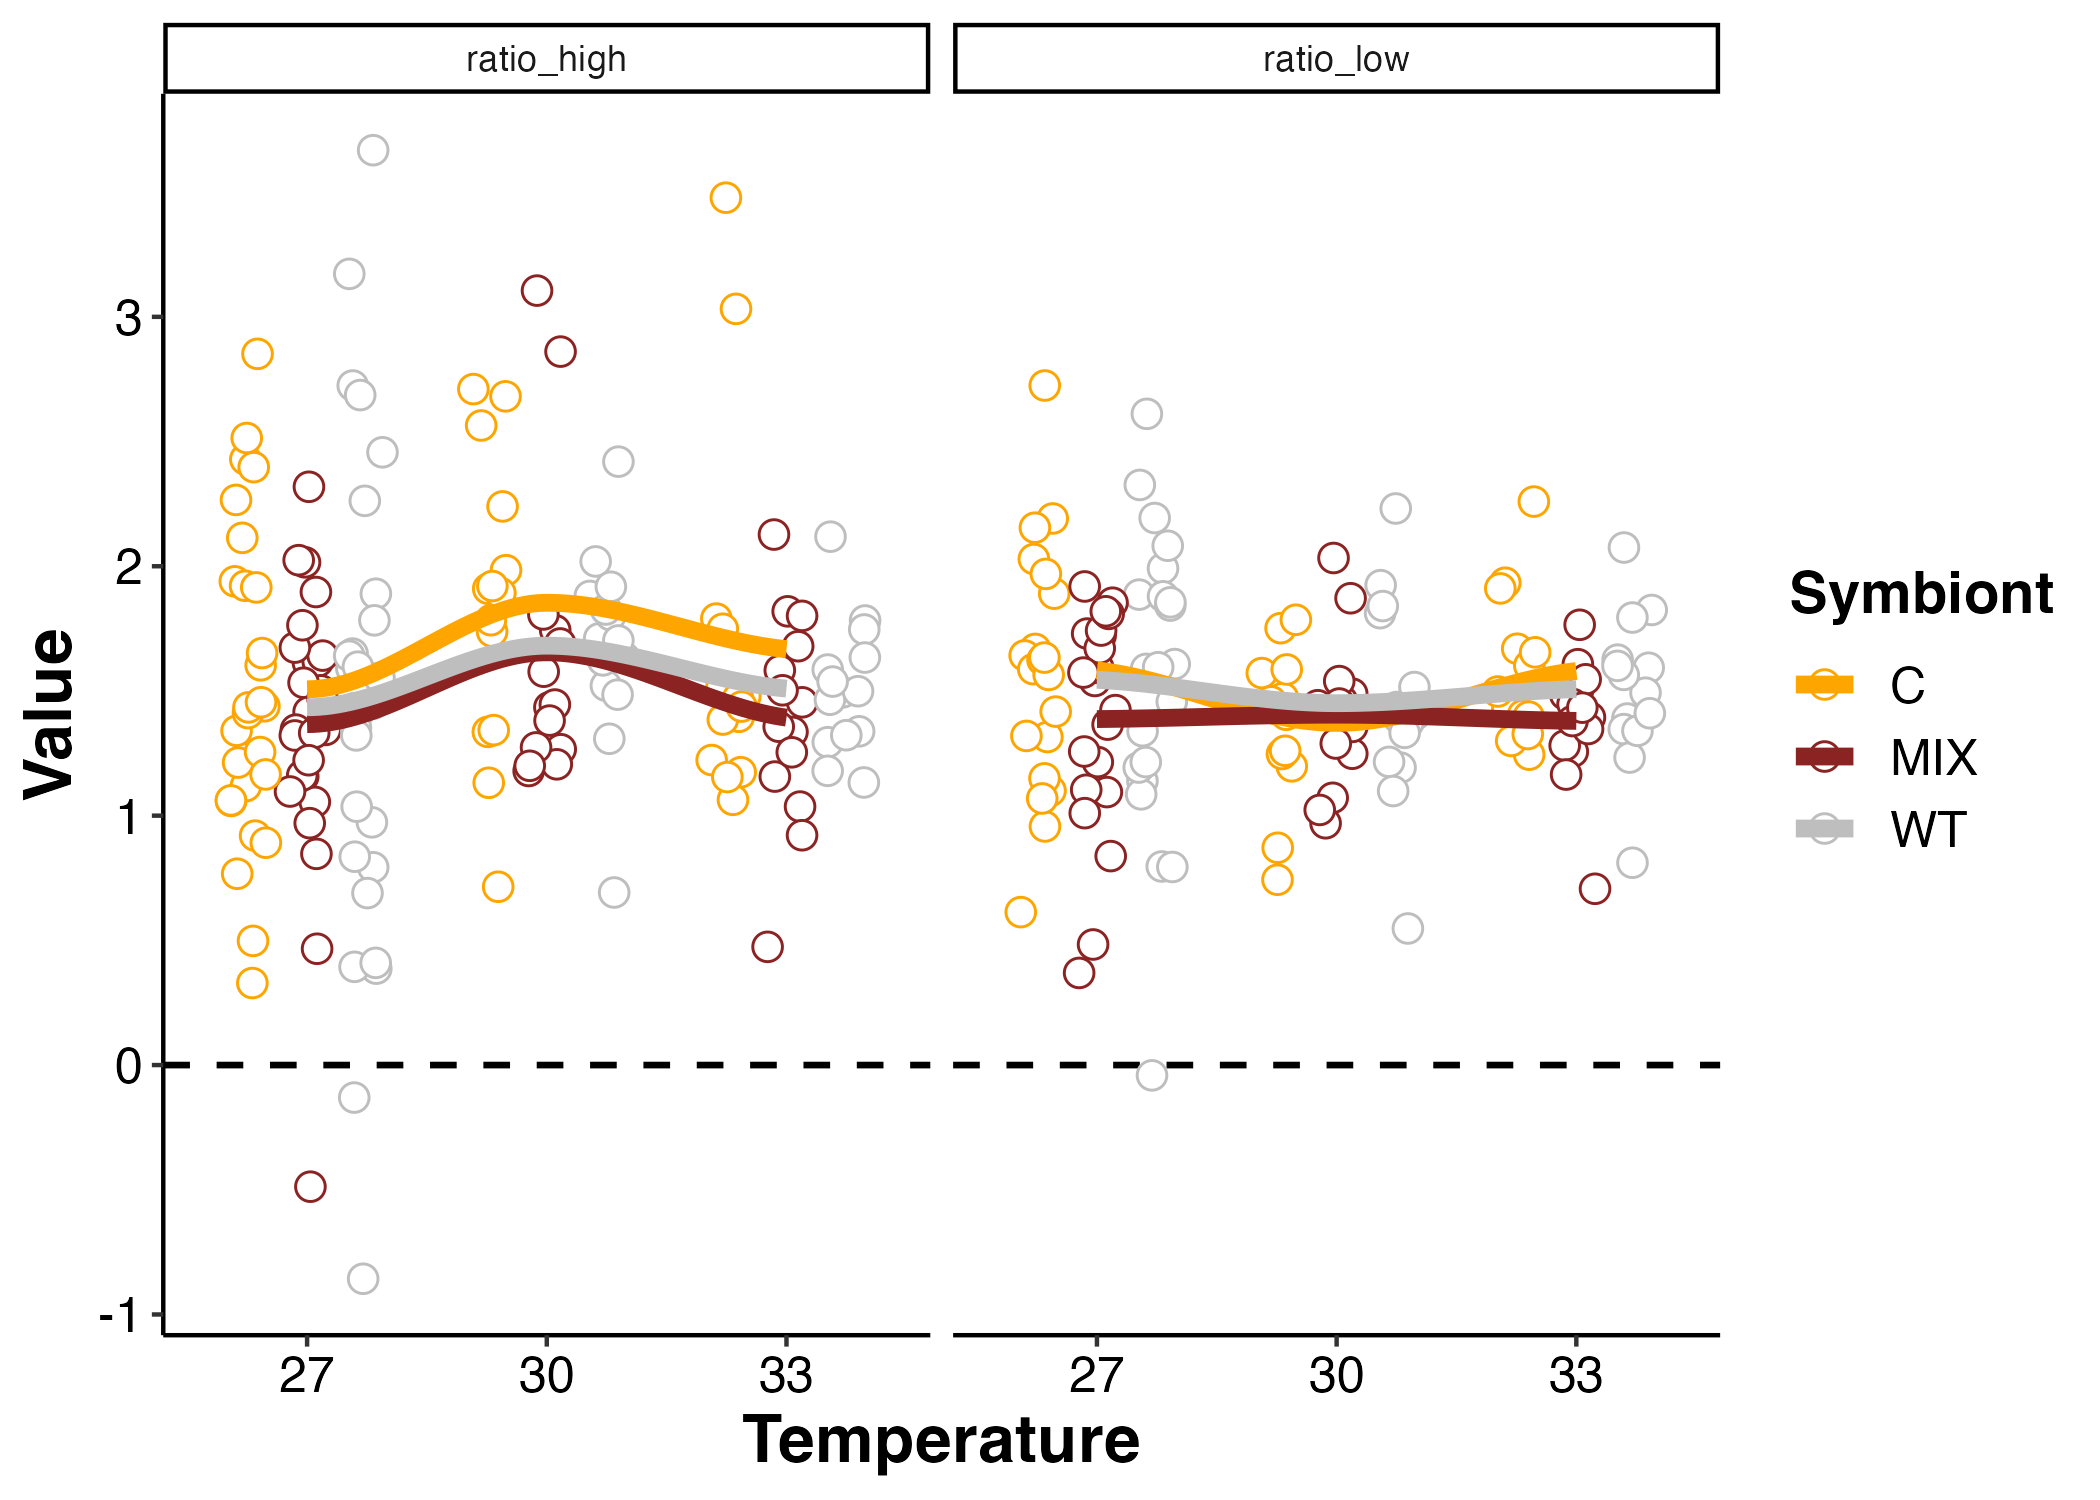 ratio_high
ratio_low
Value
3
2
1
0
-1
27
30
33
27
30
33
Temperature
Symbiont
C
MIX
WT